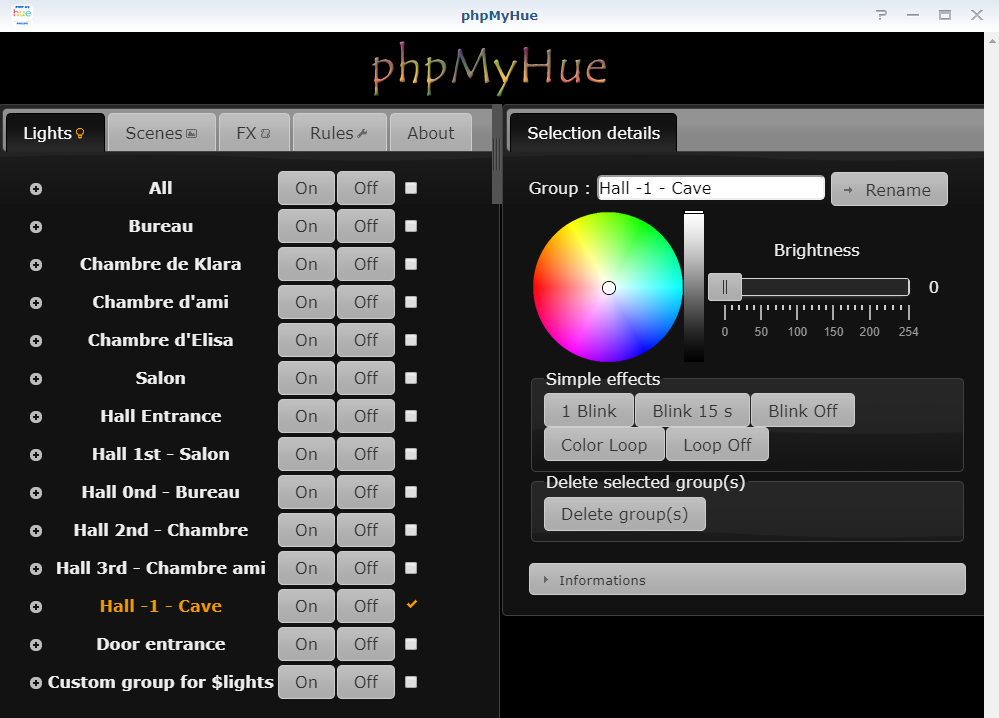 phpMyHue
phpMyHue
Lights
Scenes
FX
Rules
About
All On Off
Bureau On Off
Chambre de Klara On Off
Chambre d'ami On Off
Chambre d'Elisa On Off
Salon On Off
Hall Entrance On Off
Hall 1st - Salon On Off
Hall 0nd - Bureau On Off
Hall 2nd - Chambre On Off
Hall 3rd - Chambre ami On Off
Hall -1 - Cave On Off
Door entrance On Off
Custom group for $lights On Off
Selection details
Group : Hall -1 - Cave Rename
Brightness
0
0 50 100 150 200 254
Simple effects
1 Blink Blink 15 s Blink Off
Color Loop Loop Off
Delete selected group(s)
Delete group(s)
Informations